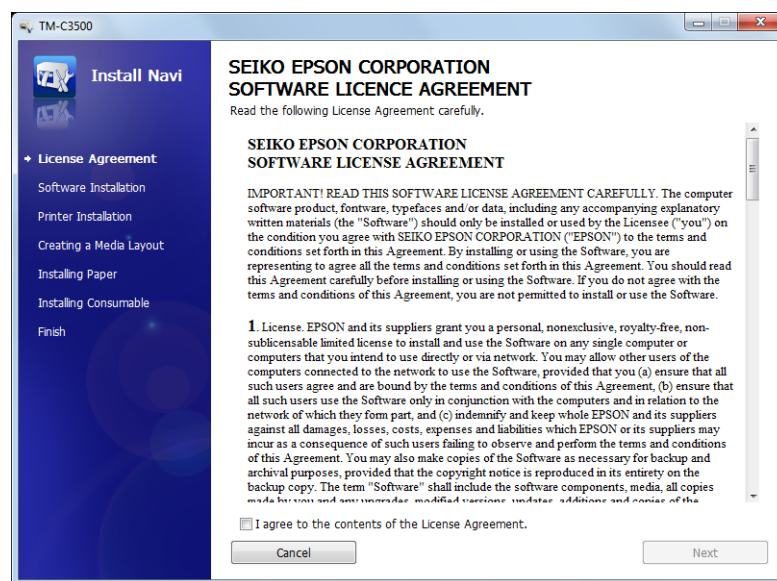 TM-C3500
Install Navi
License Agreement
Software Installation
Printer Installation
Creating a Media Layout
Installing Paper
Installing Consumable
Finish
SEIKO EPSON CORPORATION
SOFTWARE LICENCE AGREEMENT
Read the following License Agreement carefully.
SEIKO EPSON CORPORATION
SOFTWARE LICENSE AGREEMENT
IMPORTANT! READ THIS SOFTWARE LICENSE AGREEMENT CAREFULLY. The computer
software product, fontware, typefaces and/or data, including any accompanying explanatory
written materials (the "Software") should only be installed or used by the Licensee ("you") on
the condition you agree with SEIKO EPSON CORPORATION ("EPSON") to the terms and
conditions set forth in this Agreement. By installing or using the Software, you are
representing to agree all the terms and conditions set forth in this Agreement. You should read
this Agreement carefully before installing or using the Software. If you do not agree with the
terms and conditions of this Agreement, you are not permitted to install or use the Software.
1. License. EPSON and its suppliers grant you a personal, nonexclusive, royalty-free, non-
sublicensable limited license to install and use the Software on any single computer or
computers that you intend to use directly or via network. You may allow other users of the
computers connected to the network to use the Software, provided that you (a) ensure that all
such users agree and are bound by the terms and conditions of this Agreement, (b) ensure that
all such users use the Software only in conjunction with the computers and in relation to the
network of which they form part, and (c) indemnify and keep whole EPSON and its suppliers
against all damages, losses, costs, expenses and liabilities which EPSON or its suppliers may
incur as a consequence of such users failing to observe and perform the terms and conditions
of this Agreement. You may also make copies of the Software as necessary for backup and
archival purposes, provided that the copyright notice is reproduced in its entirety on the
backup copy. The term "Software" shall include the software components, media, all copies
made by you and any upgrades, modified versions, updates, additions and copies of the
I agree to the contents of the License Agreement.
Cancel
Next